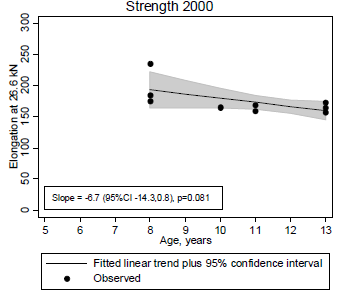 Strength 2000
Elongation at 26.6 kN
300
250
200
150
100
50
0
Slope = -6.7 (95%CI -14.3,0.8), p=0.081
5 6 7 8 9 10 11 12 13
Age, years
Fitted linear trend plus 95% confidence interval
Observed